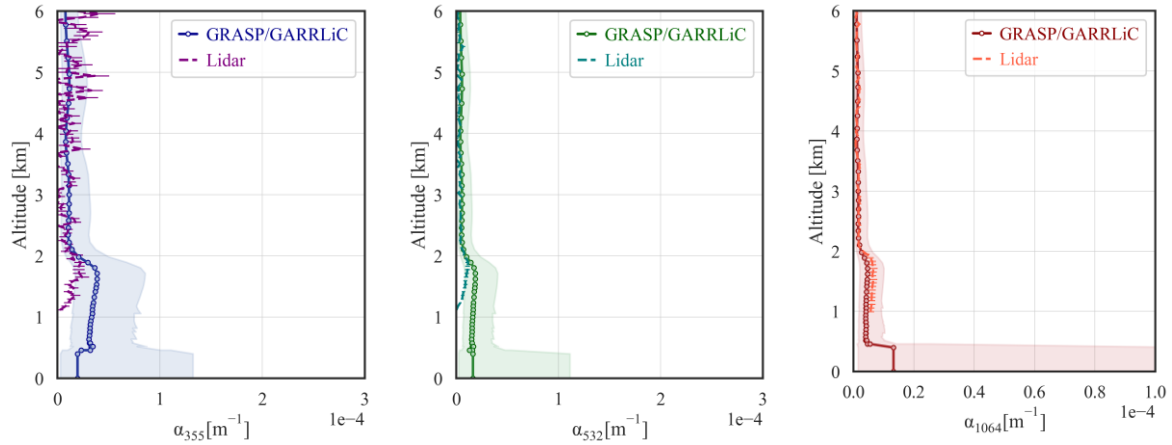 GRASP/GARRLiC
Lidar
Altitude [km]
6
5
4
3
2
1
0
0
1
2
3
1e−4
α355[m−1]
GRASP/GARRLiC
Lidar
Altitude [km]
6
5
4
3
2
1
0
0
1
2
3
1e−4
α532[m−1]
GRASP/GARRLiC
Lidar
Altitude [km]
6
5
4
3
2
1
0
0.0
0.2
0.4
0.6
0.8
1.0
1e−4
α1064[m−1]